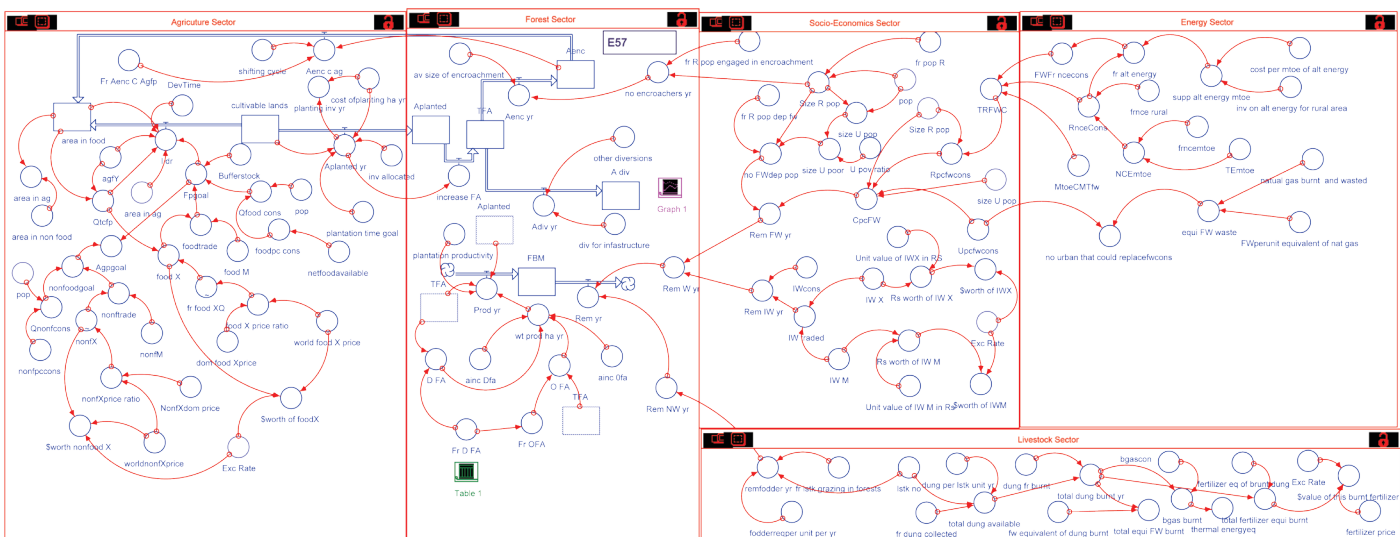 Agricuture Sector
Fr Aenc C Agfp
DevTime
shifting cycle
Aenc c ag
cultivable lands
planting inv yr
cost ofplanting ha yr
area in food
ldr
agfY
area in ag
area in ag
area in non food
Qtcfp
Fpgoal
Bufferstock
Qfood cons
pop
Aplanted yr
inv allocated
plantation time goal
foodtrade
food M
foodpc cons
netfoodavailable
Agpgoal
food X
nonfoodgoal
pop
Qnonfcons
nonftrade
nonfX
nonfM
nonfpccons
fr food XQ
food X price ratio
dom food Xprice
world food X price
nonfXprice ratio
NonfXdom price
$worth of foodX
$worth nonfood X
worldnonfXprice
Exc Rate
Forest Sector
E57
av size of encroachment
Aenc
TFA
Aenc yr
Aplanted
no encroachers yr
other diversions
A div
increase FA
Aplanted
Adiv yr
div for infastructure
Graph 1
plantation productivity
TFA
FBM
Prod yr
Rem yr
Rem W yr
wt prod ha yr
D FA
ainc Dfa
O FA
ainc 0fa
TFA
Rem NW yr
Fr D FA
Fr OFA
Table 1
Socio-Economics Sector
fr R pop engaged in encroachment
fr pop R
Size R pop
pop
fr R pop dep fw
size U pop
Size R pop
no FWdep pop
size U poor
U pov ratio
Rpcfwcons
size U pop
Rem FW yr
CpcFW
Upcfwcons
Unit value of IWX in RS
IWcons
IW X
Rs worth of IW X
$worth of IWX
Rem IW yr
IW traded
Exc Rate
Rs worth of IW M
IW M
Unit value of IW M in Rs
$worth of IWM
TRFWC
Energy Sector
FWFr ncecons
fr alt energy
cost per mtoe of alt energy
supp alt energy mtoe
inv on alt energy for rural area
RnceCons
frnce rural
frncemtoe
MtoeCMTfw
NCEmtoe
TEmtoe
natual gas burnt and wasted
equi FW waste
FWperunit equivalent of nat gas
no urban that could replacefwcons
Livestock Sector
remfodder yr
fr lstk grazing in forests
lstk no
dung per lstk unit yr
dung fr burnt
bgascon
total dung burnt yr
fertilizer eq of brunt dung
Exc Rate
$value of this burnt fertilizer
fodderreqper unit per yr
fr dung collected
total dung available
fw equivalent of dung burnt
total equi FW burnt
bgas burnt
thermal energyeq
total fertilizer equi burnt
fertilizer price